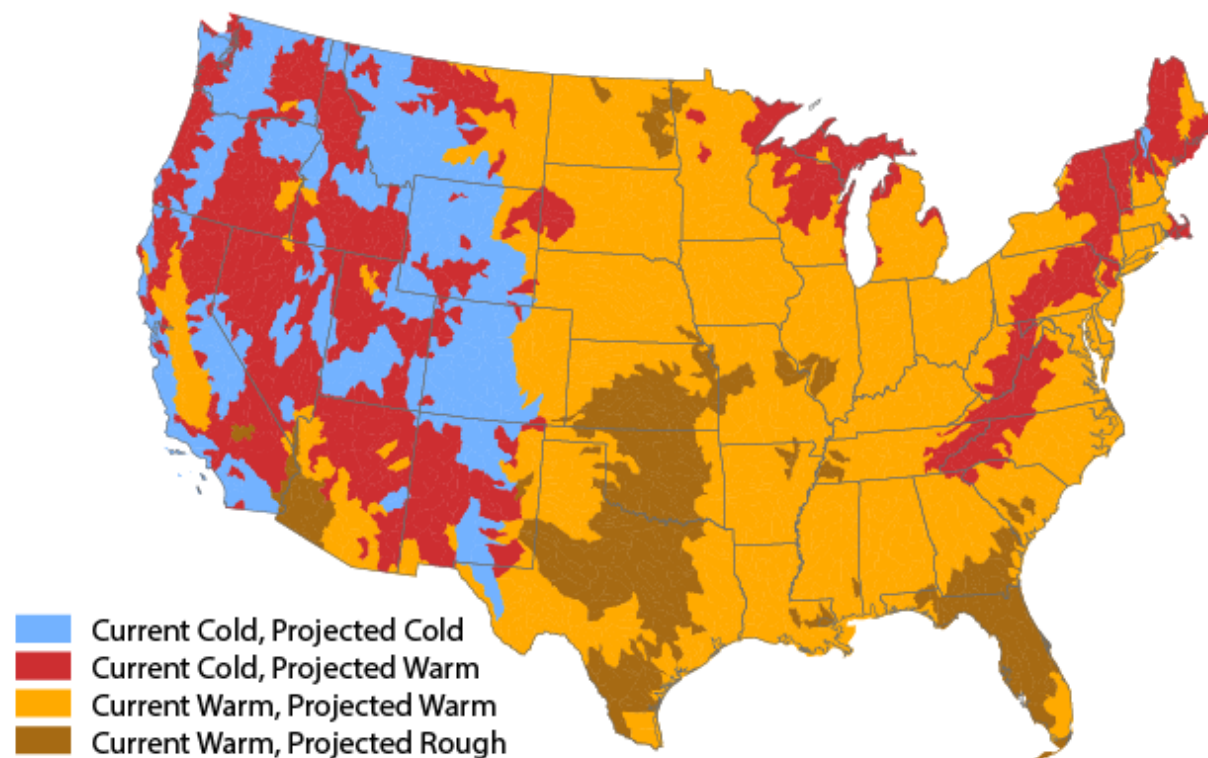 Current Cold, Projected Cold
Current Cold, Projected Warm
Current Warm, Projected Warm
Current Warm, Projected Rough